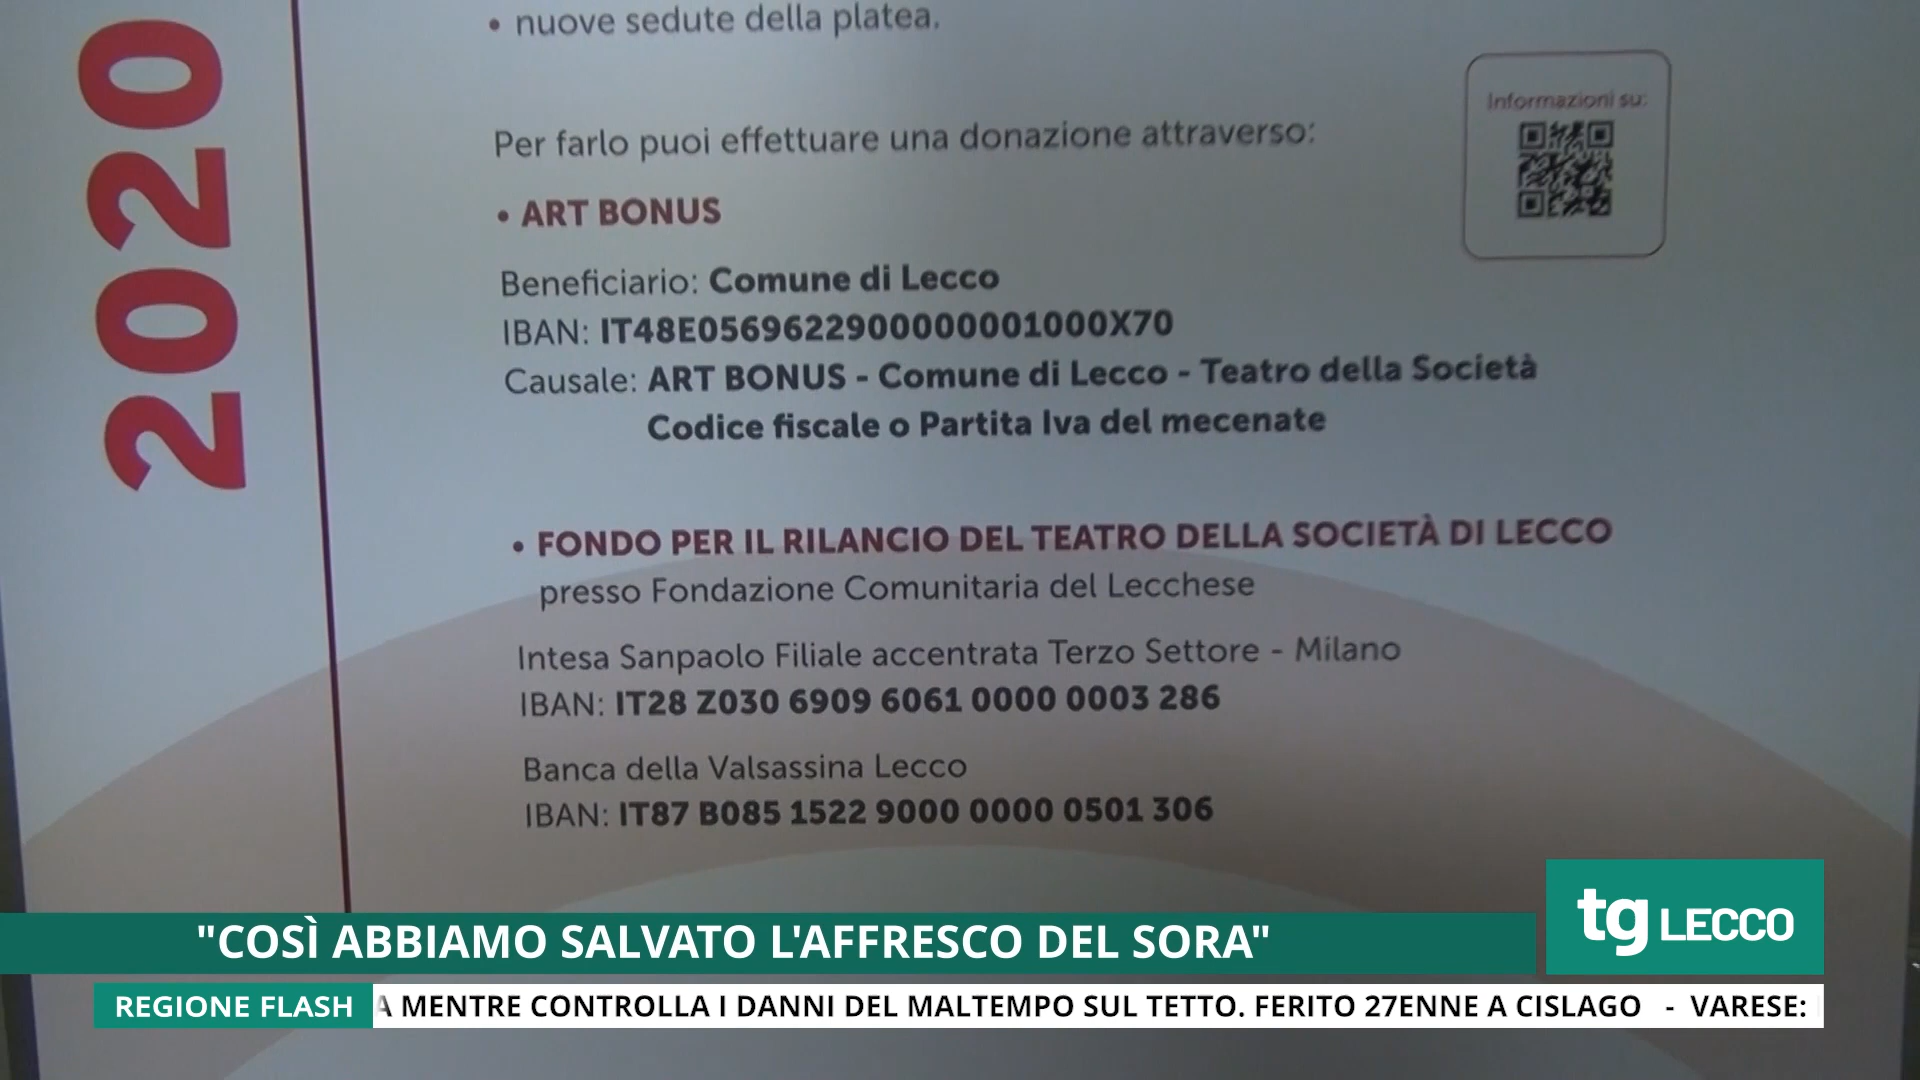 • nuove sedute della platea.
2020
Informazioni su:
Per farlo puoi effettuare una donazione attraverso:
• ART BONUS
Beneficiario: Comune di Lecco
IBAN: IT48E0569622900000001000X70
Causale: ART BONUS - Comune di Lecco - Teatro della Società
Codice fiscale o Partita Iva del mecenate
• FONDO PER IL RILANCIO DEL TEATRO DELLA SOCIETÀ DI LECCO
presso Fondazione Comunitaria del Lecchese
Intesa Sanpaolo Filiale accentrata Terzo Settore - Milano
IBAN: IT28 Z030 6909 6061 0000 0003 286
Banca della Valsassina Lecco
IBAN: IT87 B085 1522 9000 0000 0501 306
"COSÌ ABBIAMO SALVATO L'AFFRESCO DEL SORA"
tg LECCO
REGIONE FLASH A MENTRE CONTROLLA I DANNI DEL MALTEMPO SUL TETTO. FERITO 27ENNE A CISLAGO - VARESE: